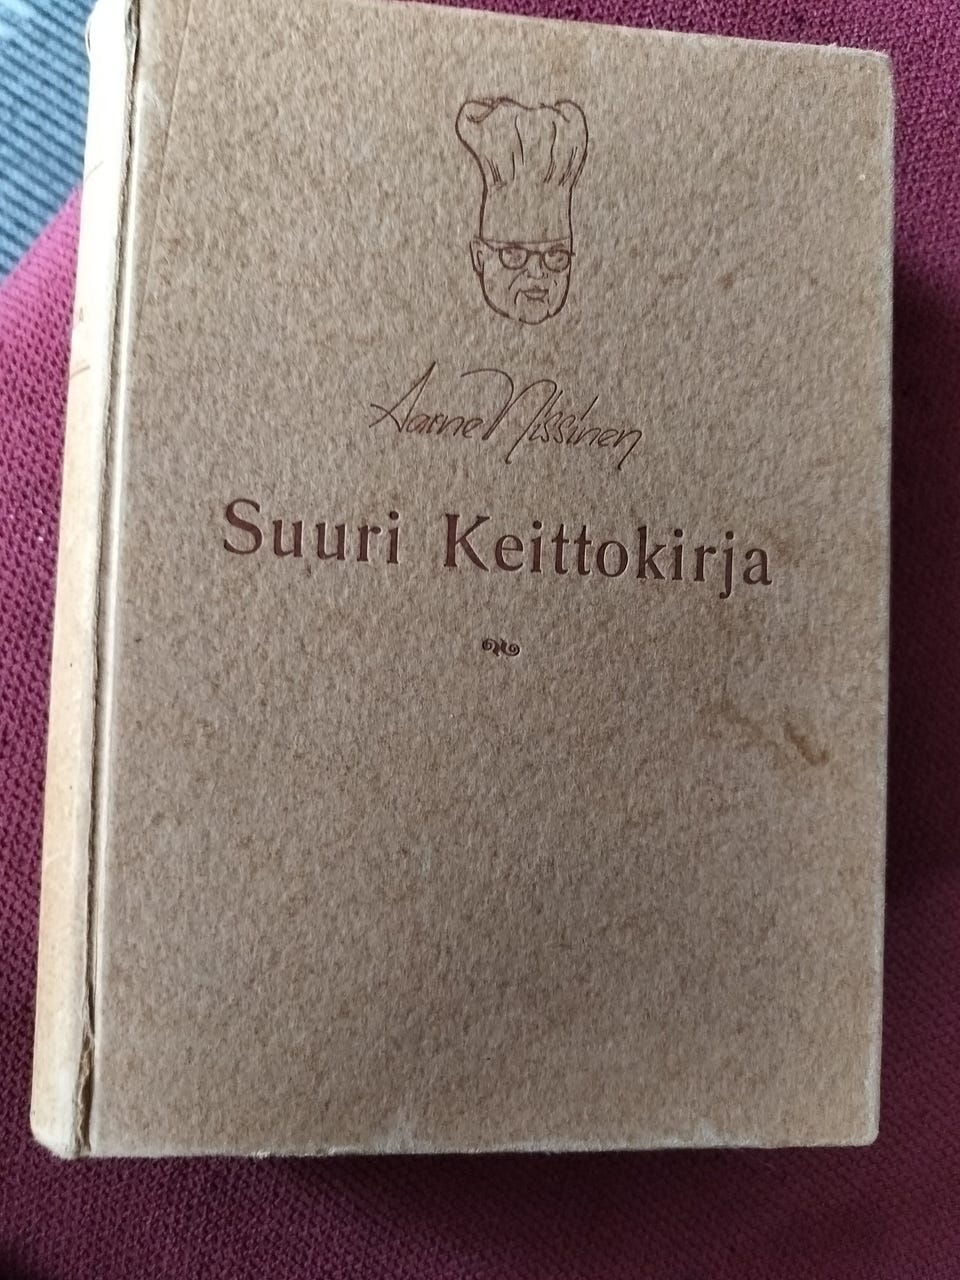 Aarne Nissinen
Suuri Keittokirja